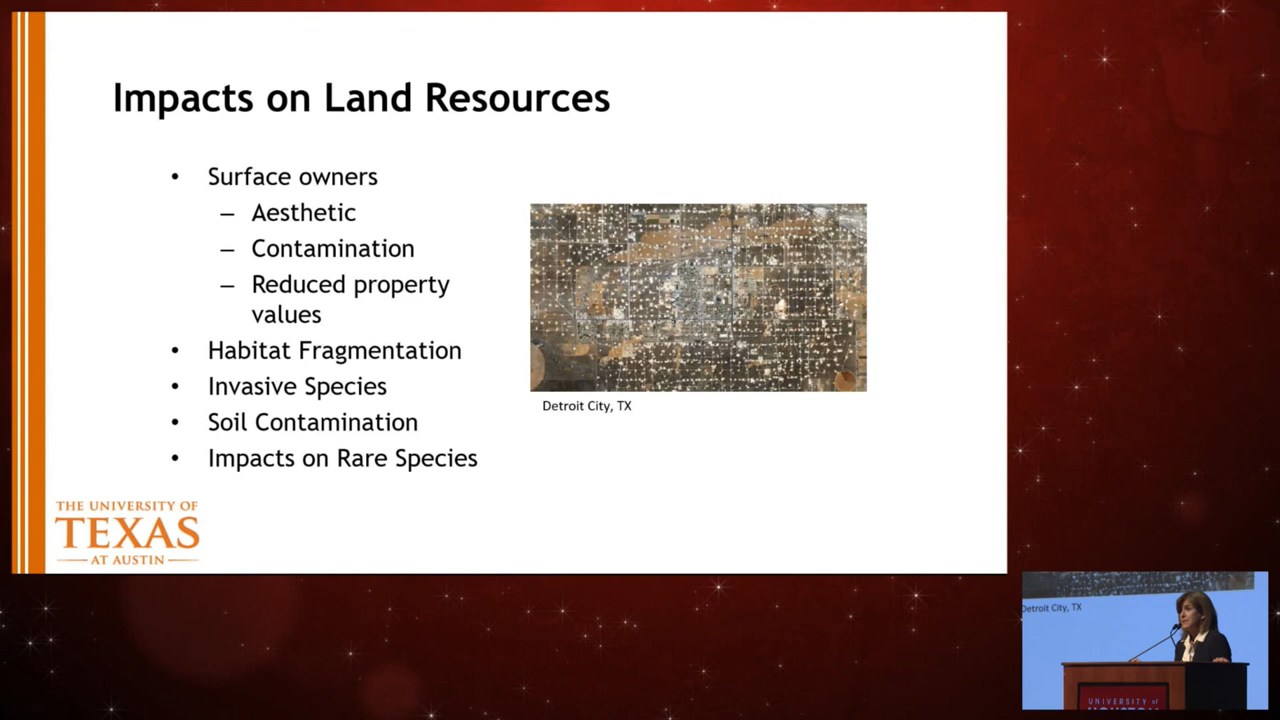 Impacts on Land Resources
• Surface owners
– Aesthetic
– Contamination
– Reduced property
values
• Habitat Fragmentation
• Invasive Species
• Soil Contamination
• Impacts on Rare Species
Detroit City, TX
THE UNIVERSITY OF
TEXAS
AT AUSTIN
Detroit City, TX
UNIVERSITY of
HOUSTON